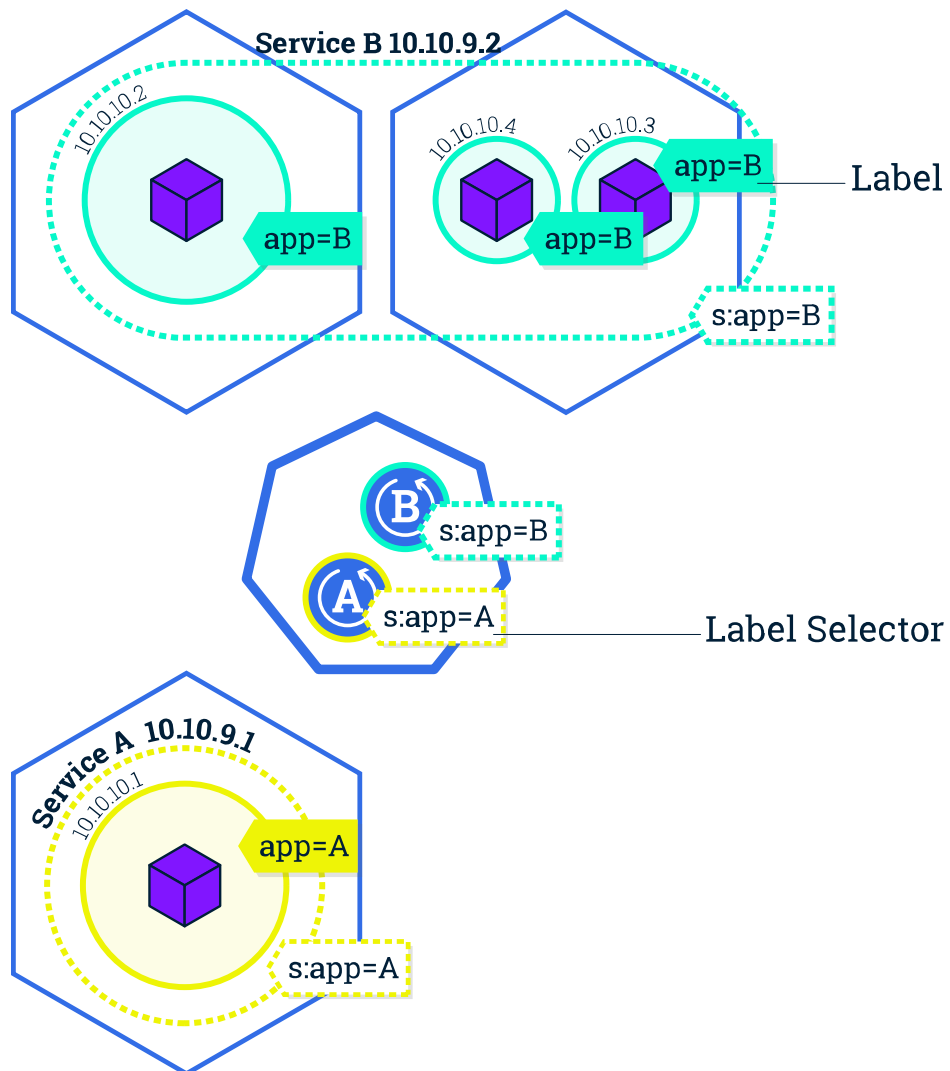 Service B 10.10.9.2
10.10.10.2
10.10.10.4
10.10.10.3
app=B
Label
app=B
app=B
s:app=B
B
s:app=B
A
s:app=A
Label Selector
Service A 10.10.9.1
10.10.10.1
app=A
s:app=A